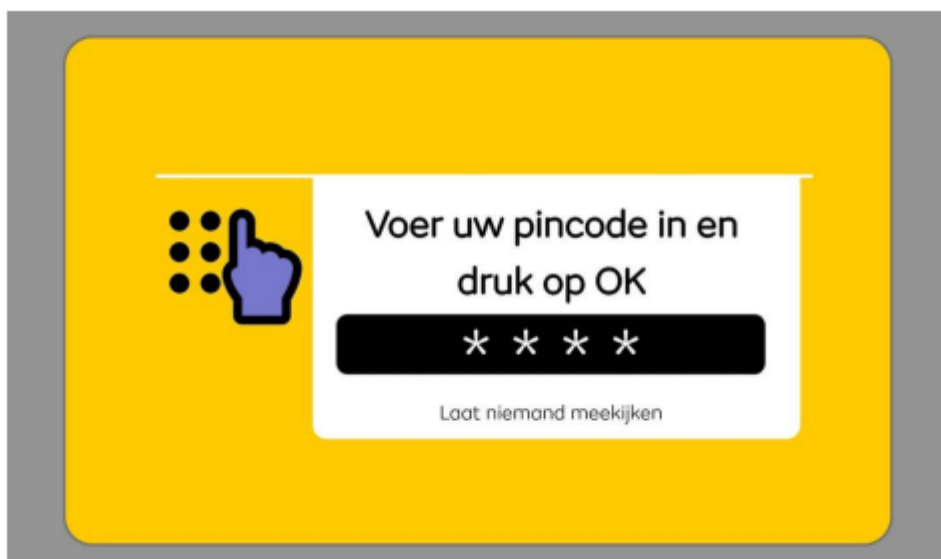 Voer uw pincode in en
druk op OK
* * * *
Laat niemand meekijken